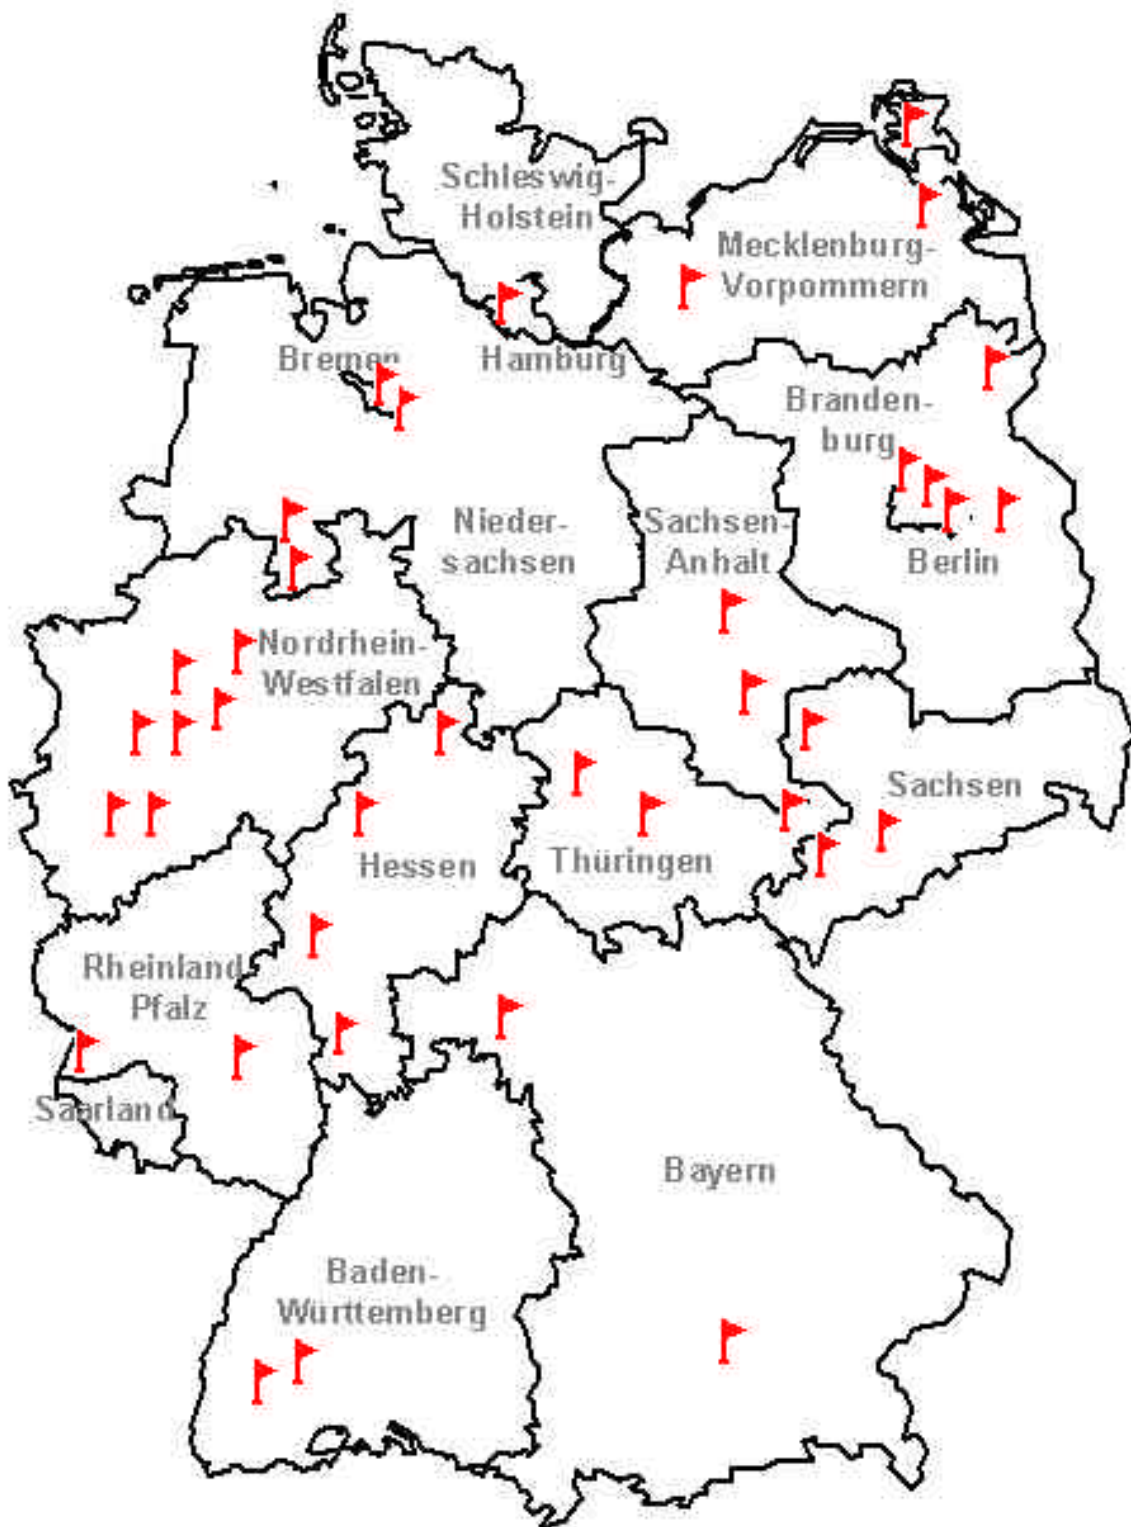 Schleswig-
Holstein
Mecklenburg-
Vorpommern
Bremen
Hamburg
Branden-
burg
Nieder-
sachsen
Sachsen-
Anhalt
Berlin
Nordrhein-
Westfalen
Sachsen
Hessen
Thüringen
Rheinland
Pfalz
Saarland
Bayern
Baden-
Württemberg